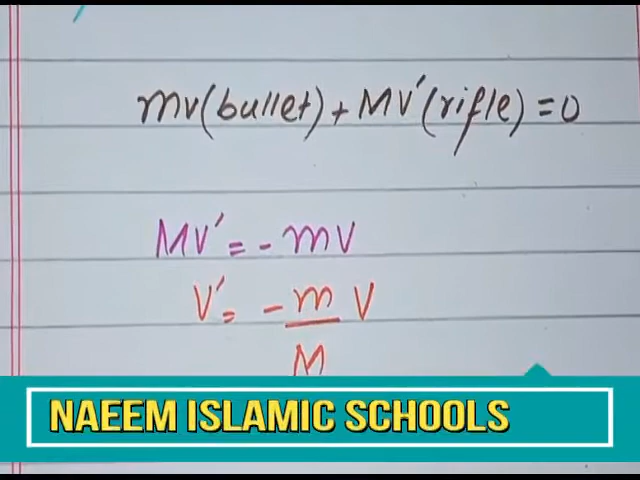 mv(bullet) + MV'(rifle) = 0
MV' = - mV
V' = - m/M V
NAEEM ISLAMIC SCHOOLS